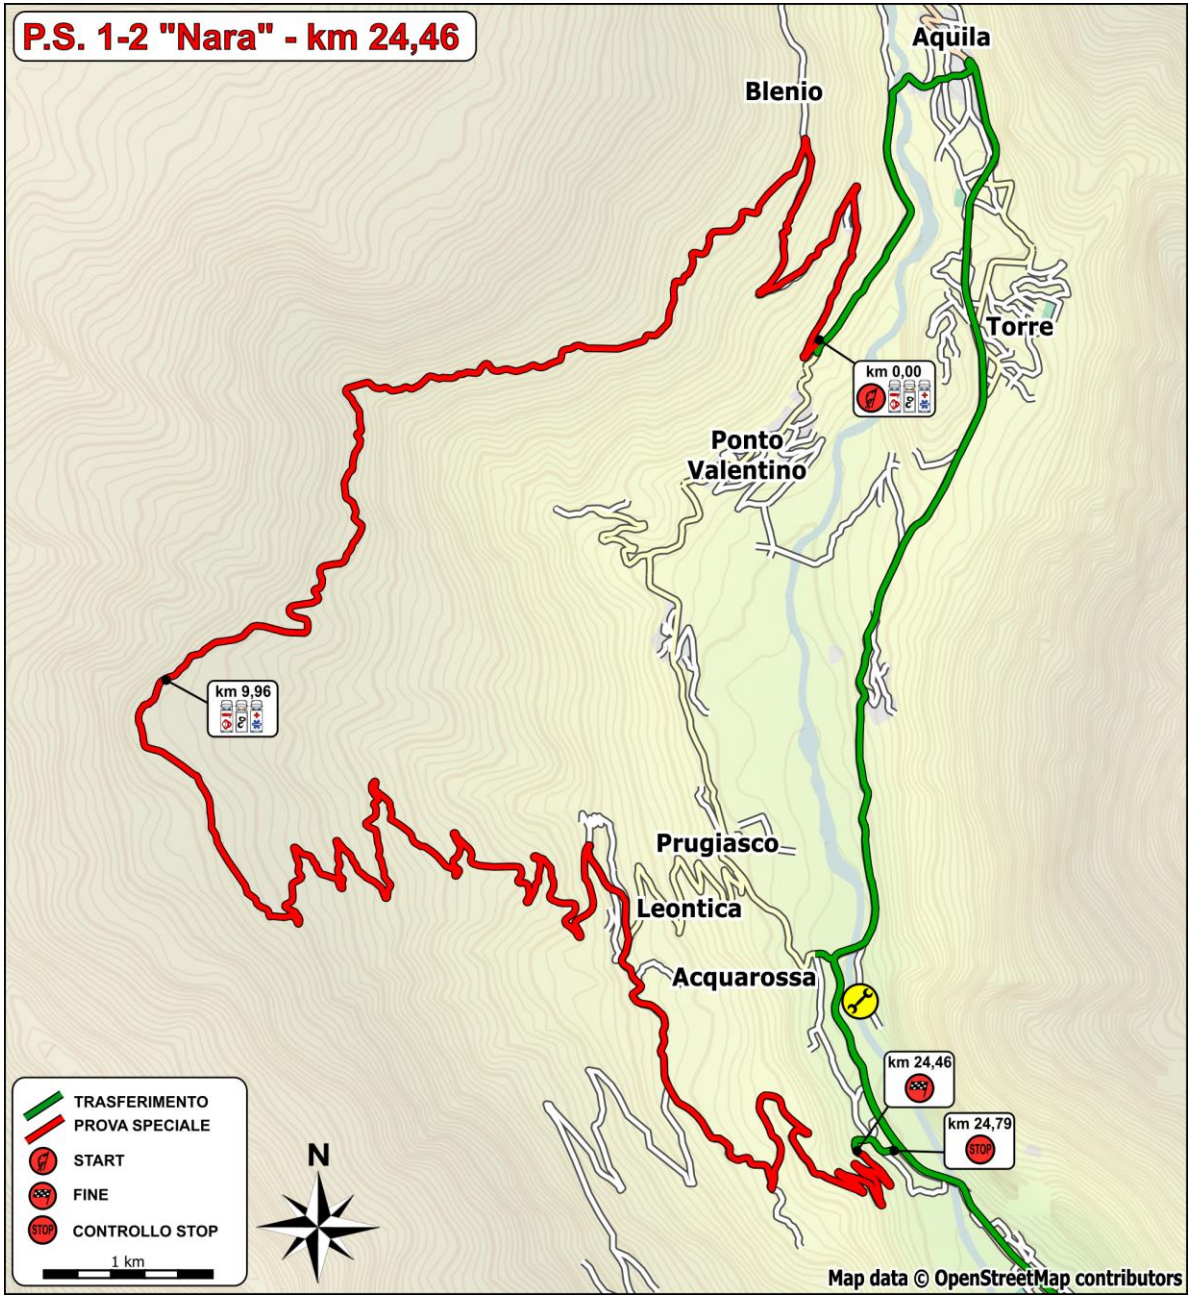 P.S. 1-2 "Nara" - km 24,46
Aquila
Blenio
Torre
km 0,00
Ponto
Valentino
km 9,96
Prugiasco
Leontica
Acquarossa
km 24,46
km 24,79
STOP
TRASFERIMENTO
PROVA SPECIALE
START
FINE
STOP
CONTROLLO STOP
1 km
N
Map data © OpenStreetMap contributors